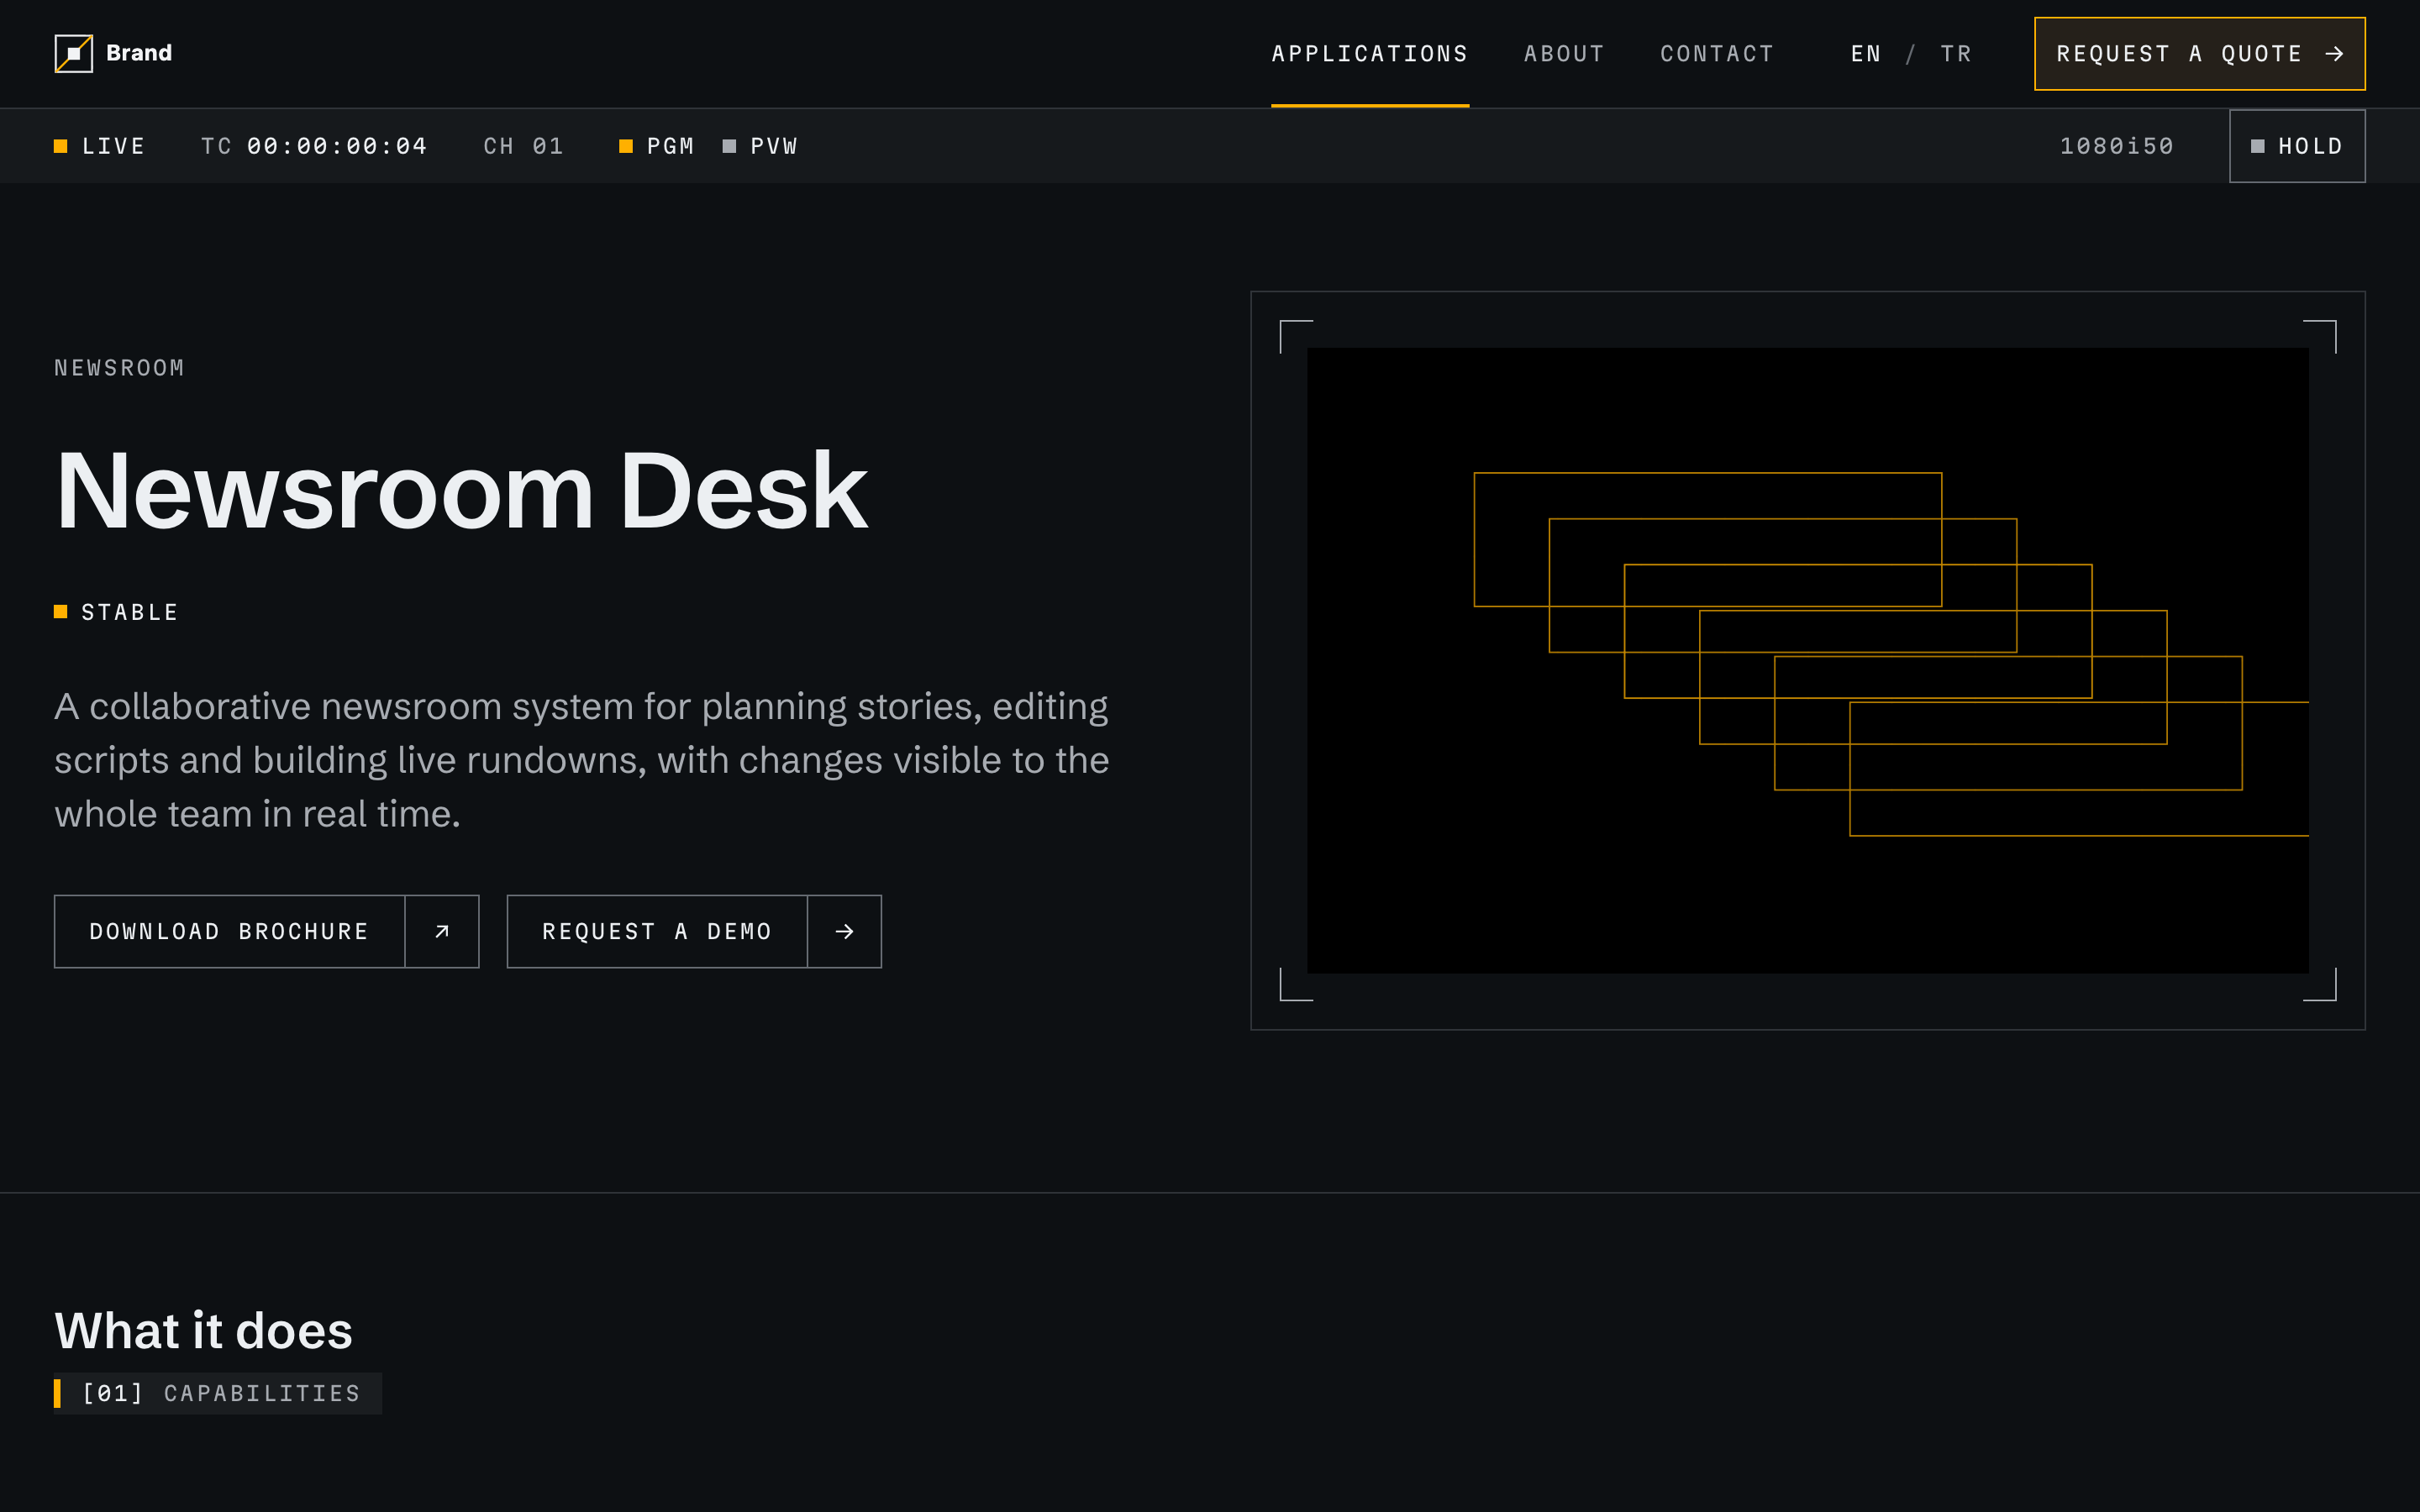 Brand
APPLICATIONS ABOUT CONTACT EN / TR REQUEST A QUOTE →
LIVE TC 00:00:00:04 CH 01 PGM PVW 1080i50 HOLD
NEWSROOM
Newsroom Desk
STABLE
A collaborative newsroom system for planning stories, editing
scripts and building live rundowns, with changes visible to the
whole team in real time.
DOWNLOAD BROCHURE ↗ REQUEST A DEMO →
What it does
[01] CAPABILITIES